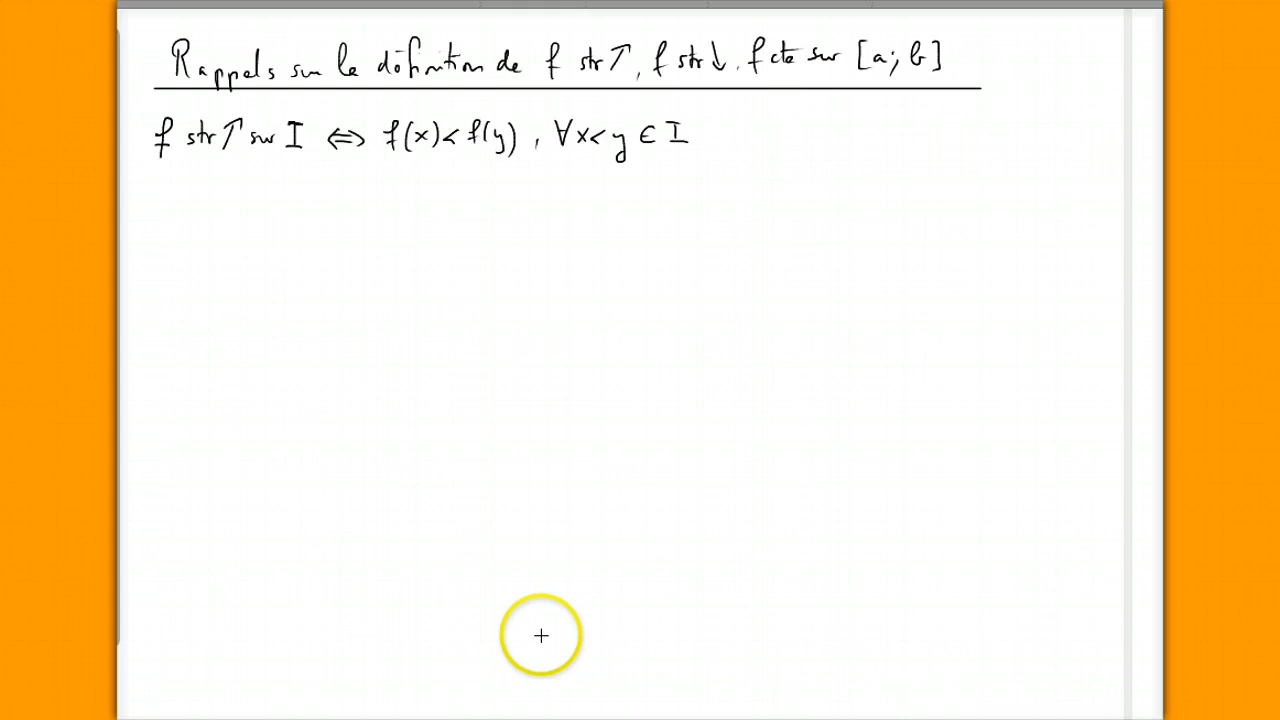 Rappels sur la définition de f str↗, f str↓, f cte sur [a; b]
f str↗ sur I ⇔ f(x)<f(y), ∀x<y ∈ I